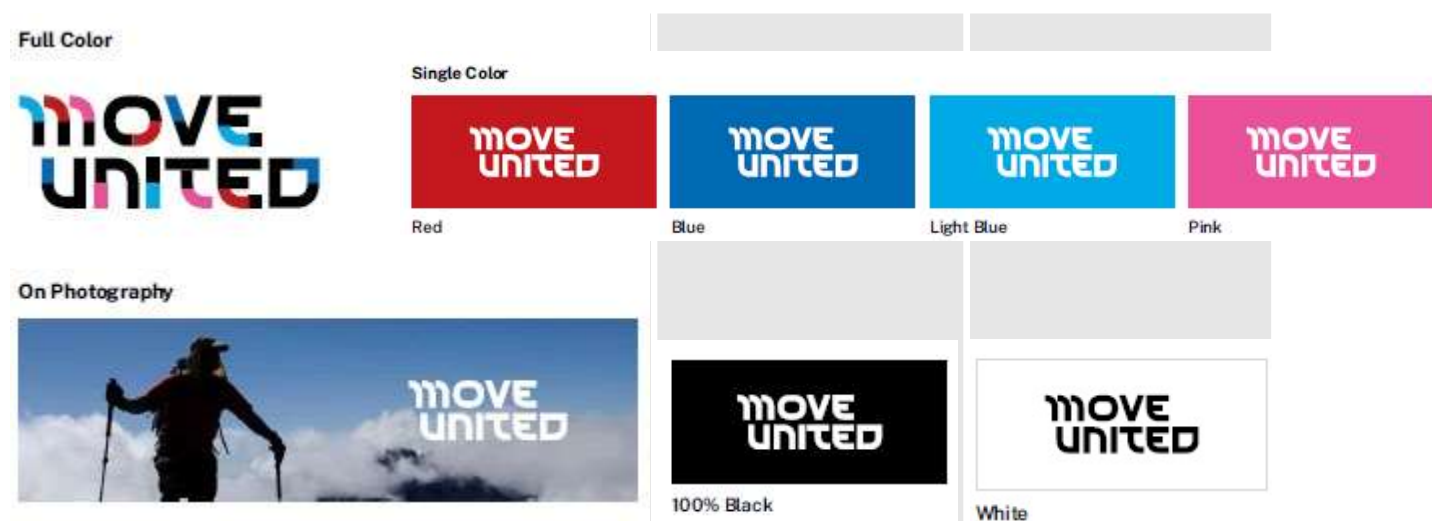 Full Color
MOVE
UNITED
Single Color
MOVE
UNITED
Red
MOVE
UNITED
Blue
MOVE
UNITED
Light Blue
MOVE
UNITED
Pink
On Photography
MOVE
UNITED
MOVE
UNITED
100% Black
MOVE
UNITED
White